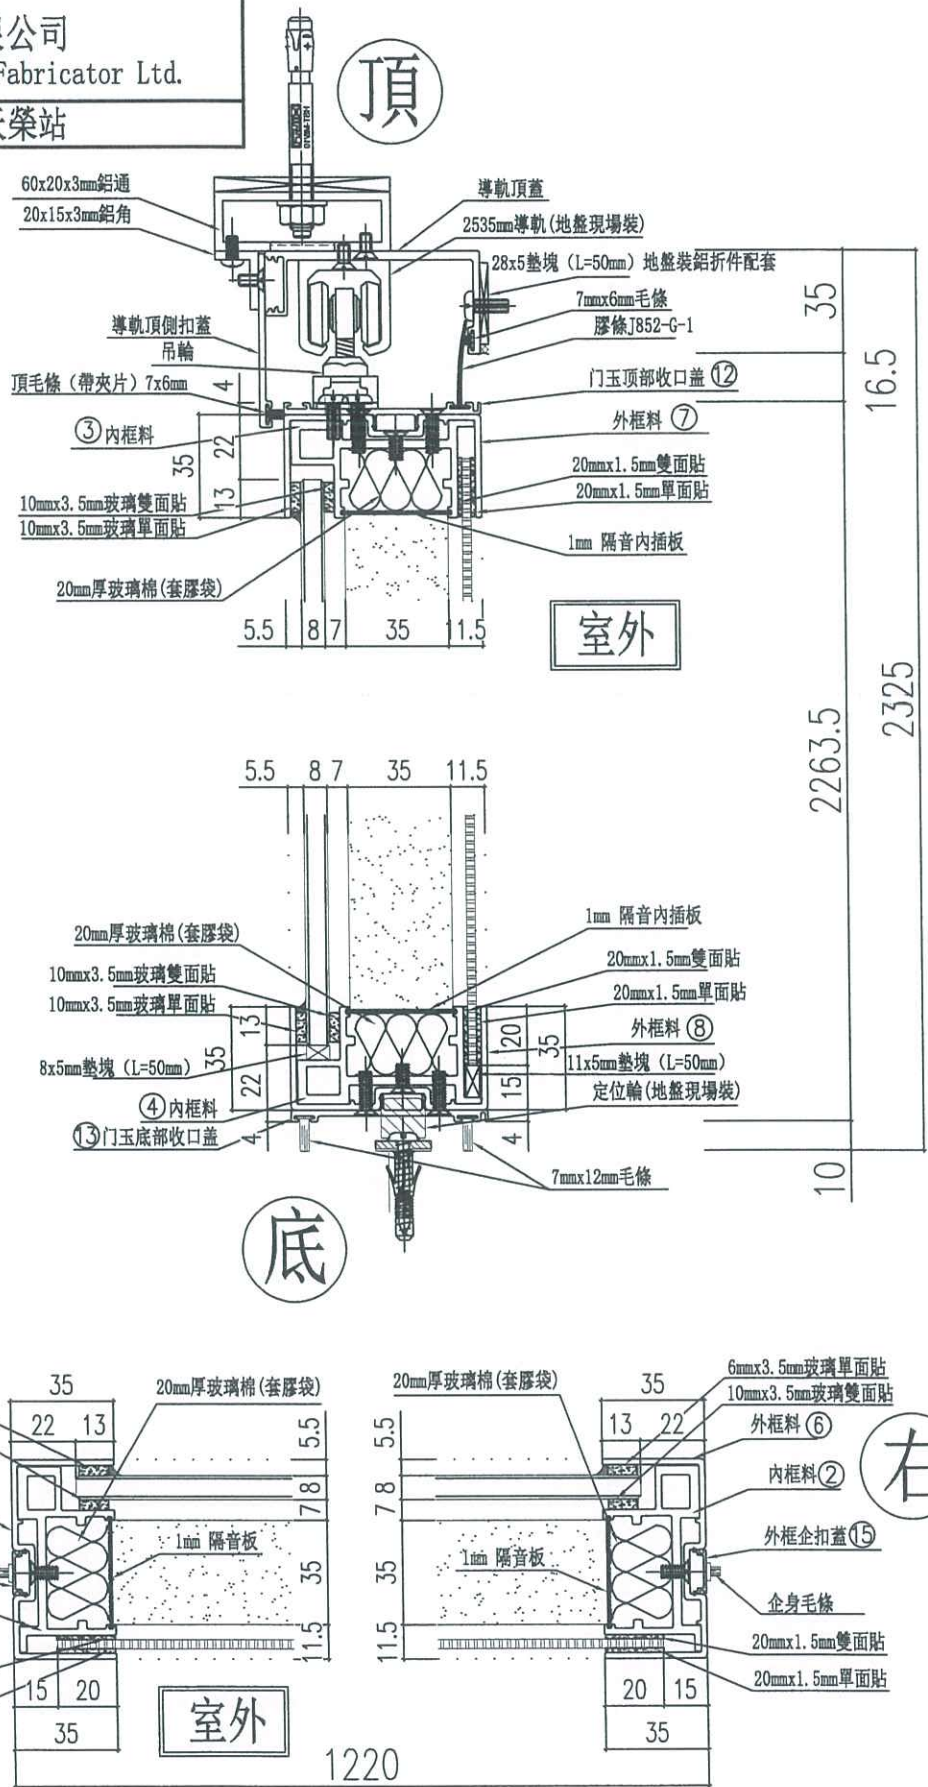 公司
Fabricator Ltd.
榮站
頂
60x20x3mm鋁通
20x15x3mm鋁角
導軌頂蓋
2535mm導軌(地盤現場裝)
28x5墊塊 (L=50mm) 地盤裝鋁折件配套
7mmx6mm毛條
膠條J852-G-1
導軌頂側扣蓋
吊輪
頂毛條 (帶夾片) 7x6mm
门玉顶部收口盖 ⑫
③內框料
外框料 ⑦
20mmx1.5mm雙面貼
20mmx1.5mm單面貼
10mmx3.5mm玻璃雙面貼
10mmx3.5mm玻璃單面貼
1mm 隔音內插板
20mm厚玻璃棉(套膠袋)
4
22
35
13
5.5 8 7 35 11.5
室外
35
16.5
2263.5
2325
10
5.5 8 7 35 11.5
20mm厚玻璃棉(套膠袋)
1mm 隔音內插板
10mmx3.5mm玻璃雙面貼
20mmx1.5mm雙面貼
10mmx3.5mm玻璃單面貼
20mmx1.5mm單面貼
外框料 ⑧
8x5mm墊塊 (L=50mm)
11x5mm墊塊 (L=50mm)
④內框料
定位輪(地盤現場裝)
⑬门玉底部收口盖
7mmx12mm毛條
13
35
22
4
20
35
15
4
底
35
22 13
20mm厚玻璃棉(套膠袋)
5.5
7 8
35
11.5
1mm 隔音板
15 20
35
室外
20mm厚玻璃棉(套膠袋)
5.5
7 8
35
11.5
1mm 隔音板
35
13 22
6mmx3.5mm玻璃單面貼
10mmx3.5mm玻璃雙面貼
外框料 ⑥
內框料②
右
外框企扣蓋⑮
企身毛條
20mmx1.5mm雙面貼
20mmx1.5mm單面貼
20 15
35
1220